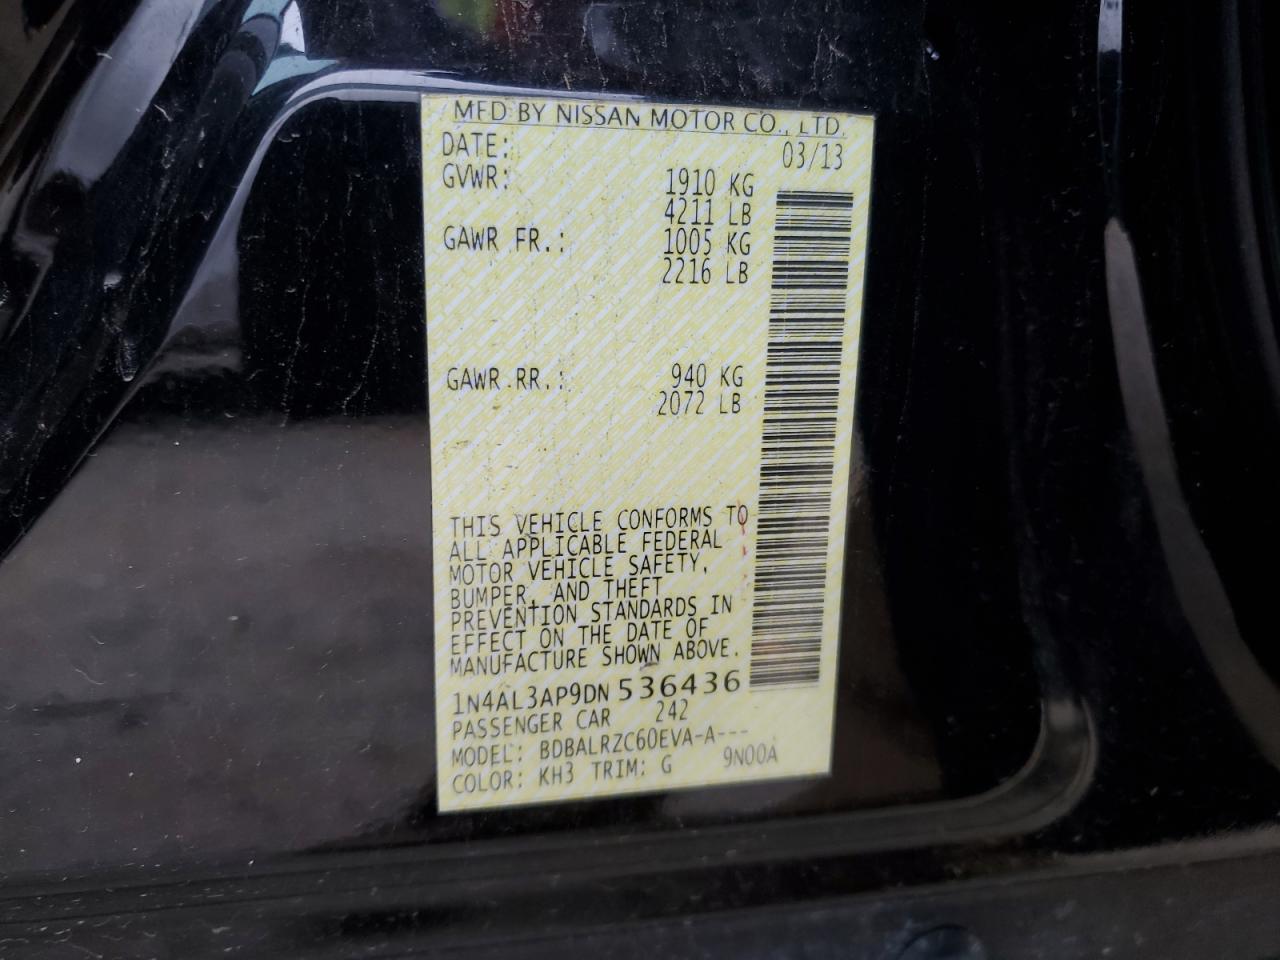 MFD BY NISSAN MOTOR CO., LTD.
DATE: 03/13
GVWR: 1910 KG
4211 LB
GAWR FR.: 1005 KG
2216 LB
GAWR RR.: 940 KG
2072 LB
THIS VEHICLE CONFORMS TO
ALL APPLICABLE FEDERAL
MOTOR VEHICLE SAFETY,
BUMPER, AND THEFT
PREVENTION STANDARDS IN
EFFECT ON THE DATE OF
MANUFACTURE SHOWN ABOVE.
1N4AL3AP9DN536436
PASSENGER CAR 242
MODEL: BDBALRZC60EVA-A---
COLOR: KH3 TRIM: G 9N00A